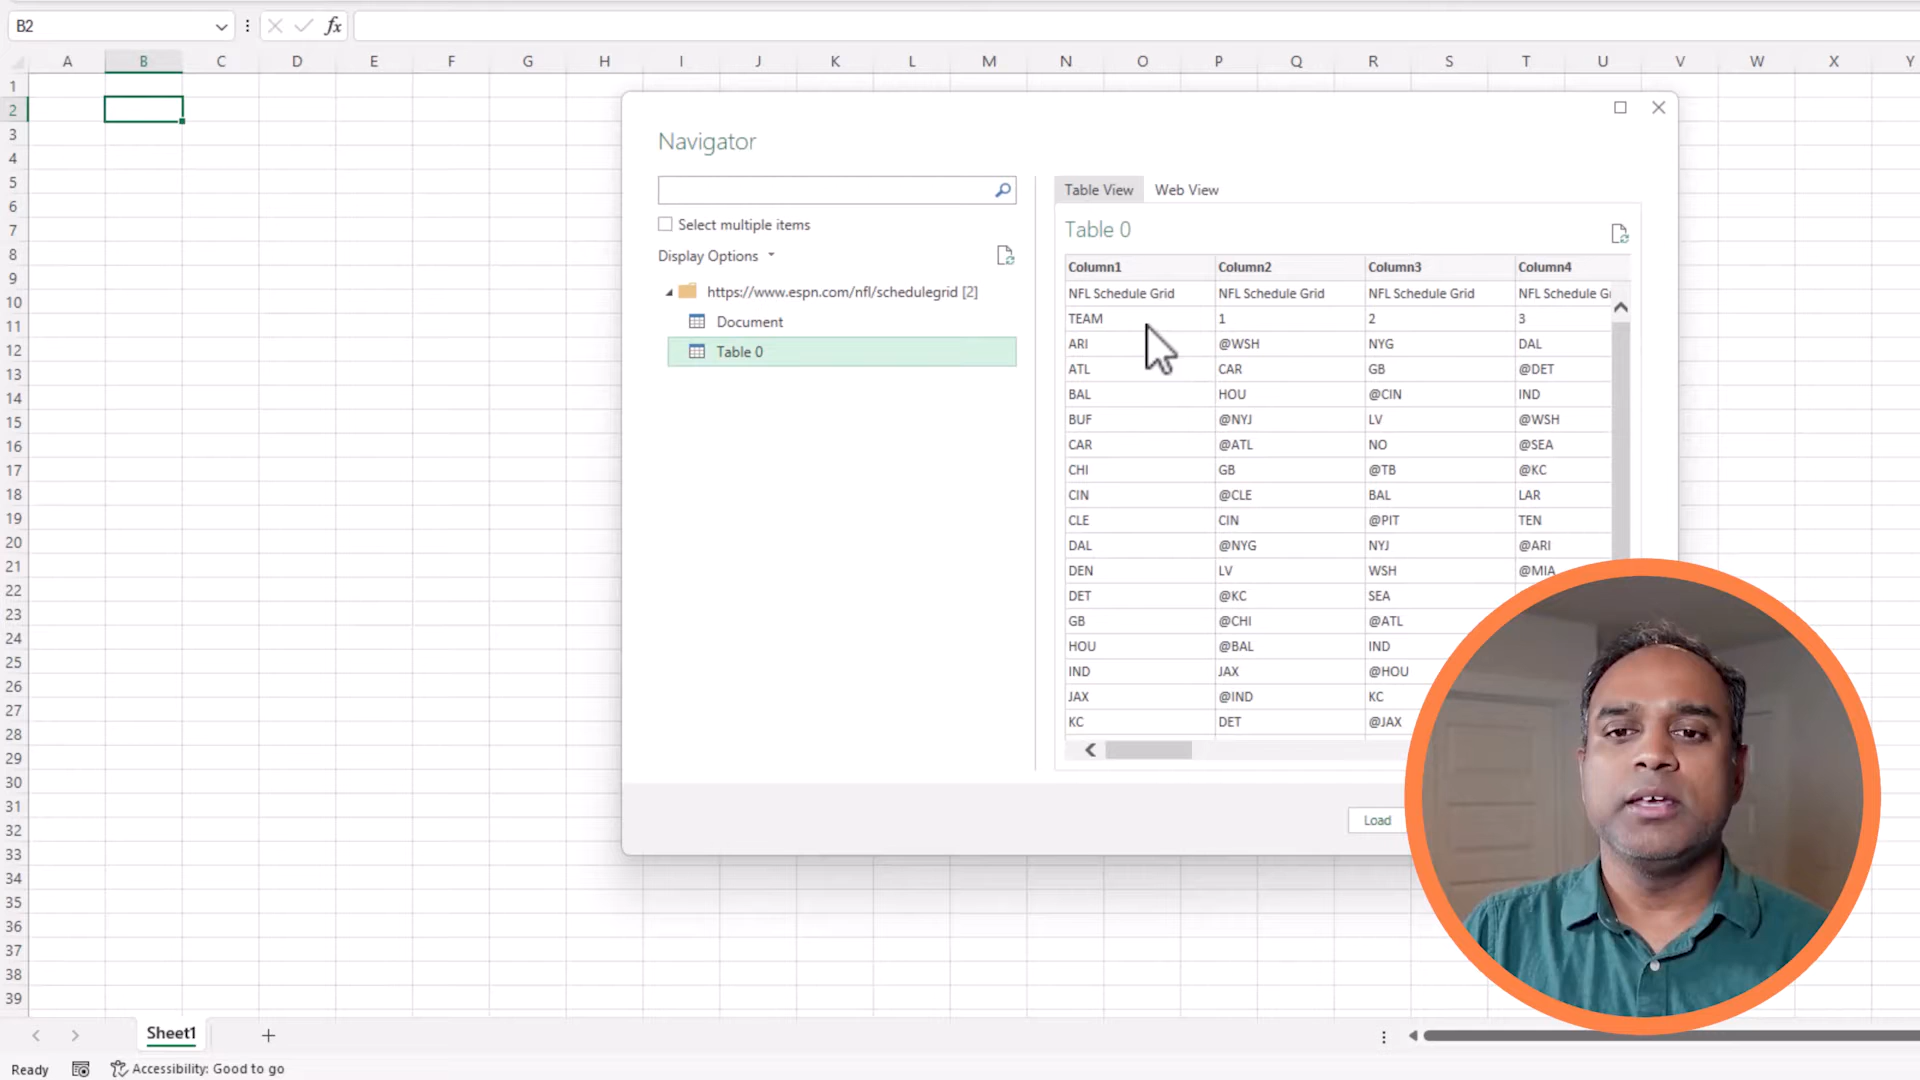 B2
fx
A B C D E F G H I J K L M N O P Q R S T U V W X Y
1
2
3
4
5
6
7
8
9
10
11
12
13
14
15
16
17
18
19
20
21
22
23
24
25
26
27
28
29
30
31
32
33
34
35
36
37
38
39
Navigator
Select multiple items
Display Options
https://www.espn.com/nfl/schedulegrid [2]
Document
Table 0
Table View Web View
Table 0
Column1 Column2 Column3 Column4
NFL Schedule Grid NFL Schedule Grid NFL Schedule Grid NFL Schedule
TEAM 1 2 3
ARI @WSH NYG DAL
ATL CAR GB @DET
BAL HOU @CIN IND
BUF @NYJ LV @WSH
CAR @ATL NO @SEA
CHI GB @TB @KC
CIN @CLE BAL LAR
CLE CIN @PIT TEN
DAL @NYG NYJ @ARI
DEN LV WSH @MIA
DET @KC SEA
GB @CHI @ATL
HOU @BAL IND
IND JAX @HOU
JAX @IND KC
KC DET @JAX
Load
Sheet1
Ready Accessibility: Good to go